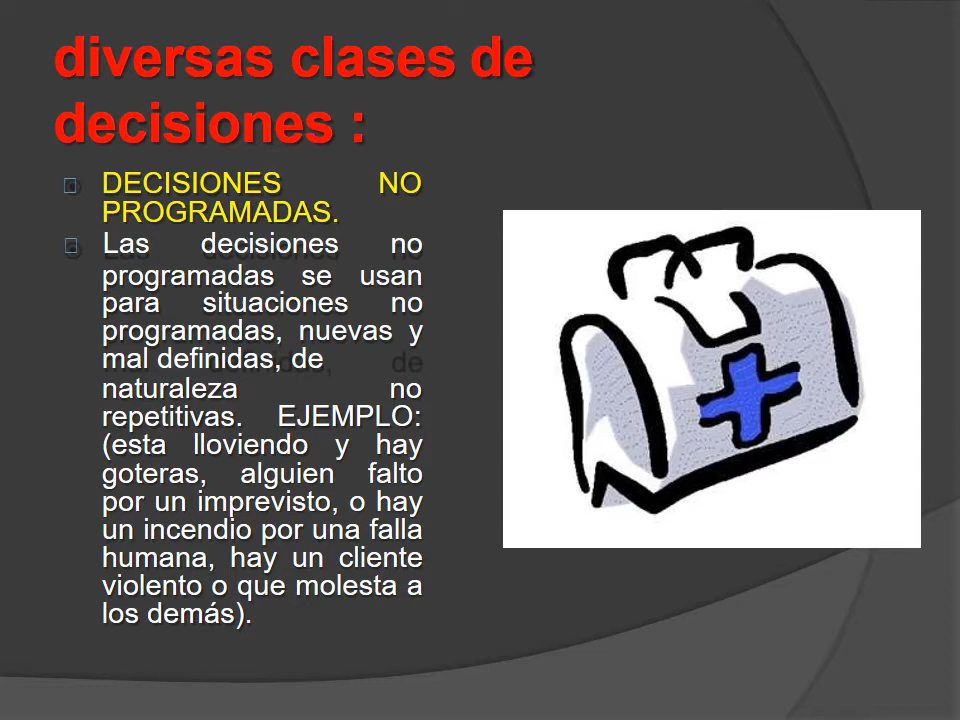 diversas clases de
decisiones :
DECISIONES NO
PROGRAMADAS.
Las decisiones no
programadas se usan
para situaciones no
programadas, nuevas y
mal definidas, de
naturaleza no
repetitivas. EJEMPLO:
(esta lloviendo y hay
goteras, alguien falto
por un imprevisto, o hay
un incendio por una falla
humana, hay un cliente
violento o que molesta a
los demás).